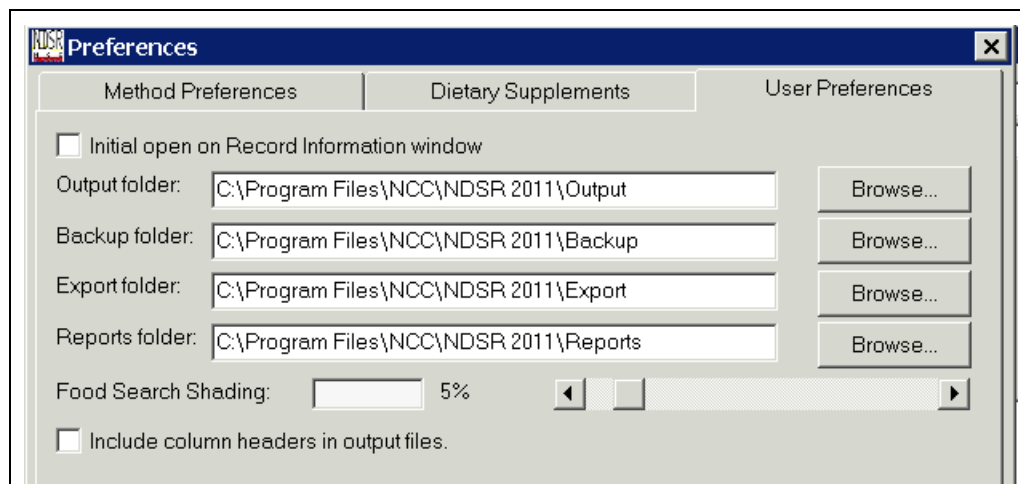 NDSR Preferences
Method Preferences Dietary Supplements User Preferences
Initial open on Record Information window
Output folder: C:\Program Files\NCC\NDSR 2011\Output Browse...
Backup folder: C:\Program Files\NCC\NDSR 2011\Backup Browse...
Export folder: C:\Program Files\NCC\NDSR 2011\Export Browse...
Reports folder: C:\Program Files\NCC\NDSR 2011\Reports Browse...
Food Search Shading: 5%
Include column headers in output files.